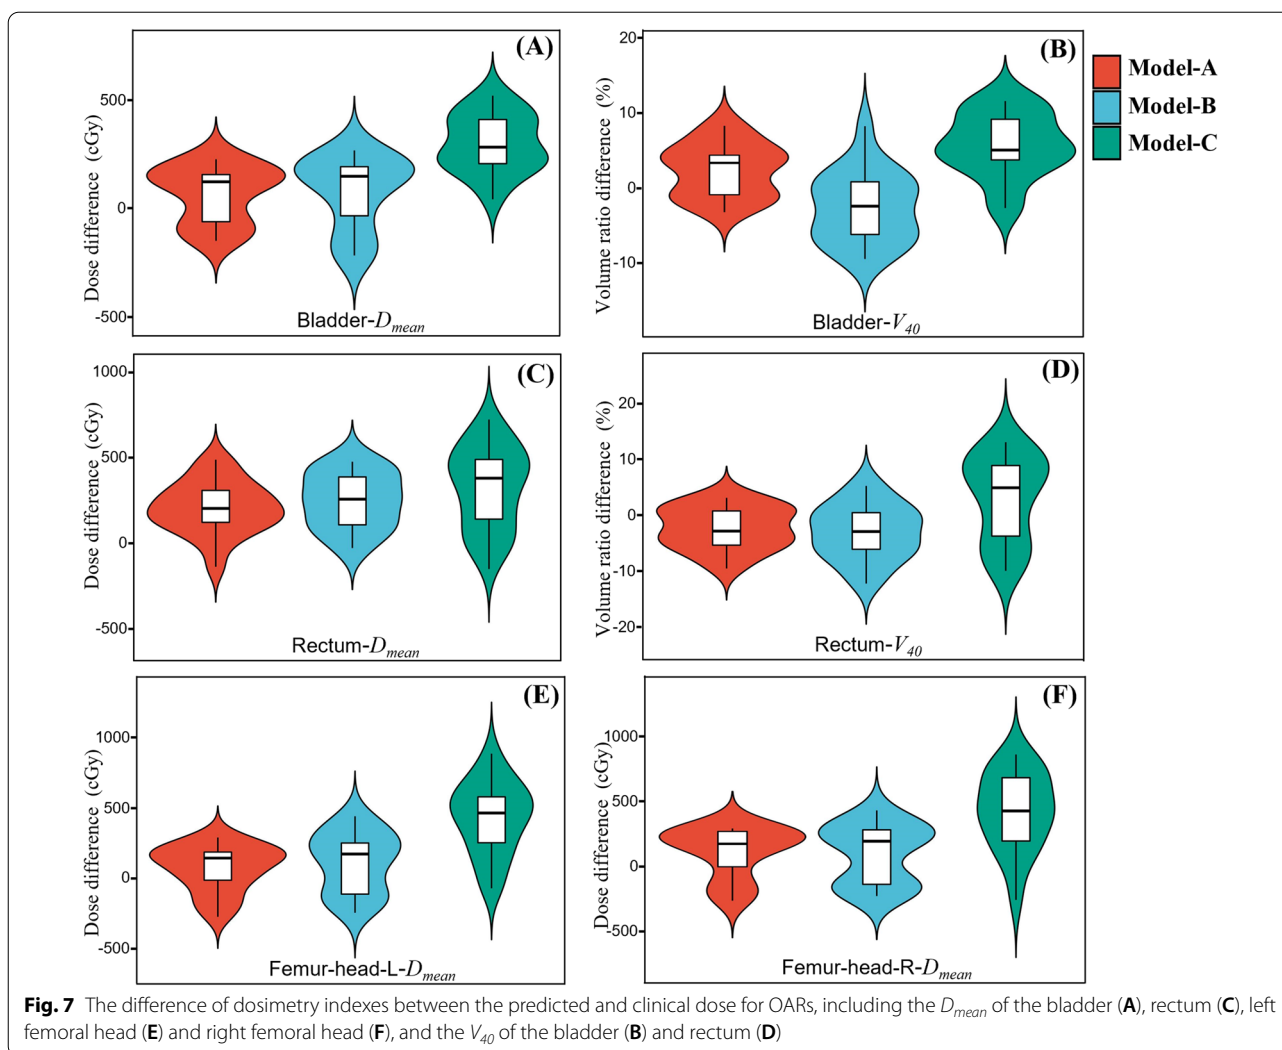 (A)
500
0
-500
Dose difference (cGy)
Bladder-Dmean
(B)
20
10
0
-10
Volume ratio difference (%)
Bladder-V40
Model-A
Model-B
Model-C
(C)
1000
500
0
-500
Dose difference (cGy)
Rectum-Dmean
(D)
20
10
0
-10
-20
Volume ratio difference (%)
Rectum-V40
(E)
1000
500
0
-500
Dose difference (cGy)
Femur-head-L-Dmean
(F)
1000
500
0
-500
Dose difference (cGy)
Femur-head-R-Dmean
Fig. 7 The difference of dosimetry indexes between the predicted and clinical dose for OARs, including the Dmean of the bladder (A), rectum (C), left
femoral head (E) and right femoral head (F), and the V40 of the bladder (B) and rectum (D)